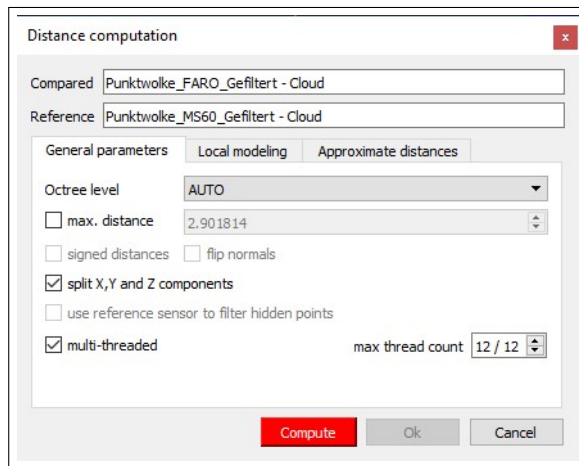 Distance computation
x
Compared Punktwolke_FARO_Gefiltert - Cloud
Reference Punktwolke_MS60_Gefiltert - Cloud
General parameters Local modeling Approximate distances
Octree level AUTO
max. distance 2.901814
signed distances flip normals
split X,Y and Z components
use reference sensor to filter hidden points
multi-threaded max thread count 12 / 12
Compute Ok Cancel